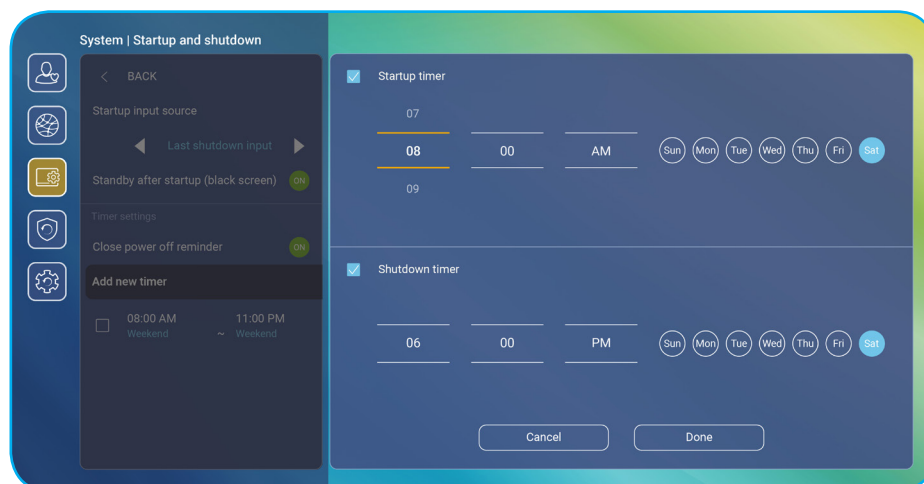 System | Startup and shutdown
BACK
Startup input source
Last shutdown input
Standby after startup (black screen) ON
Timer settings
Close power off reminder ON
Add new timer
08:00 AM 11:00 PM
Weekend ~ Weekend
Startup timer
07
08 00 AM Sun Mon Tue Wed Thu Fri Sat
09
Shutdown timer
06 00 PM Sun Mon Tue Wed Thu Fri Sat
Cancel Done